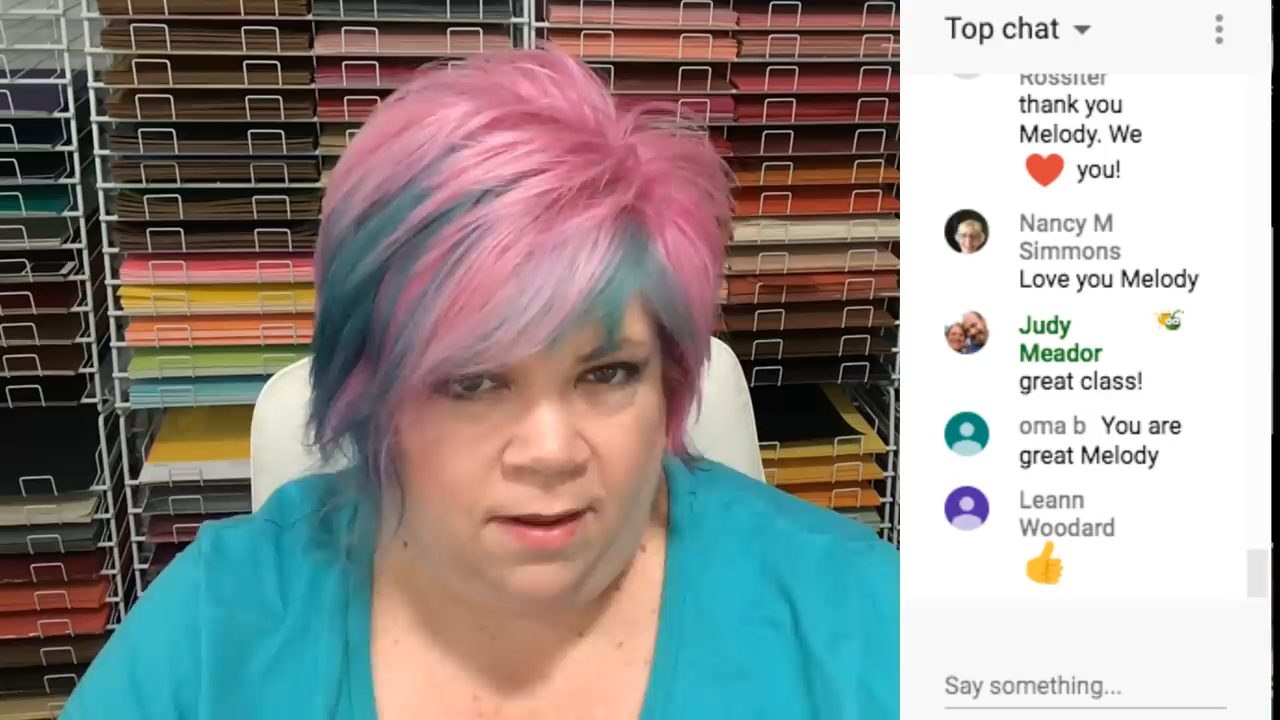 Top chat
Rossiter
thank you
Melody. We
you!
Nancy M
Simmons
Love you Melody
Judy
Meador
great class!
oma b You are
great Melody
Leann
Woodard
Say something...